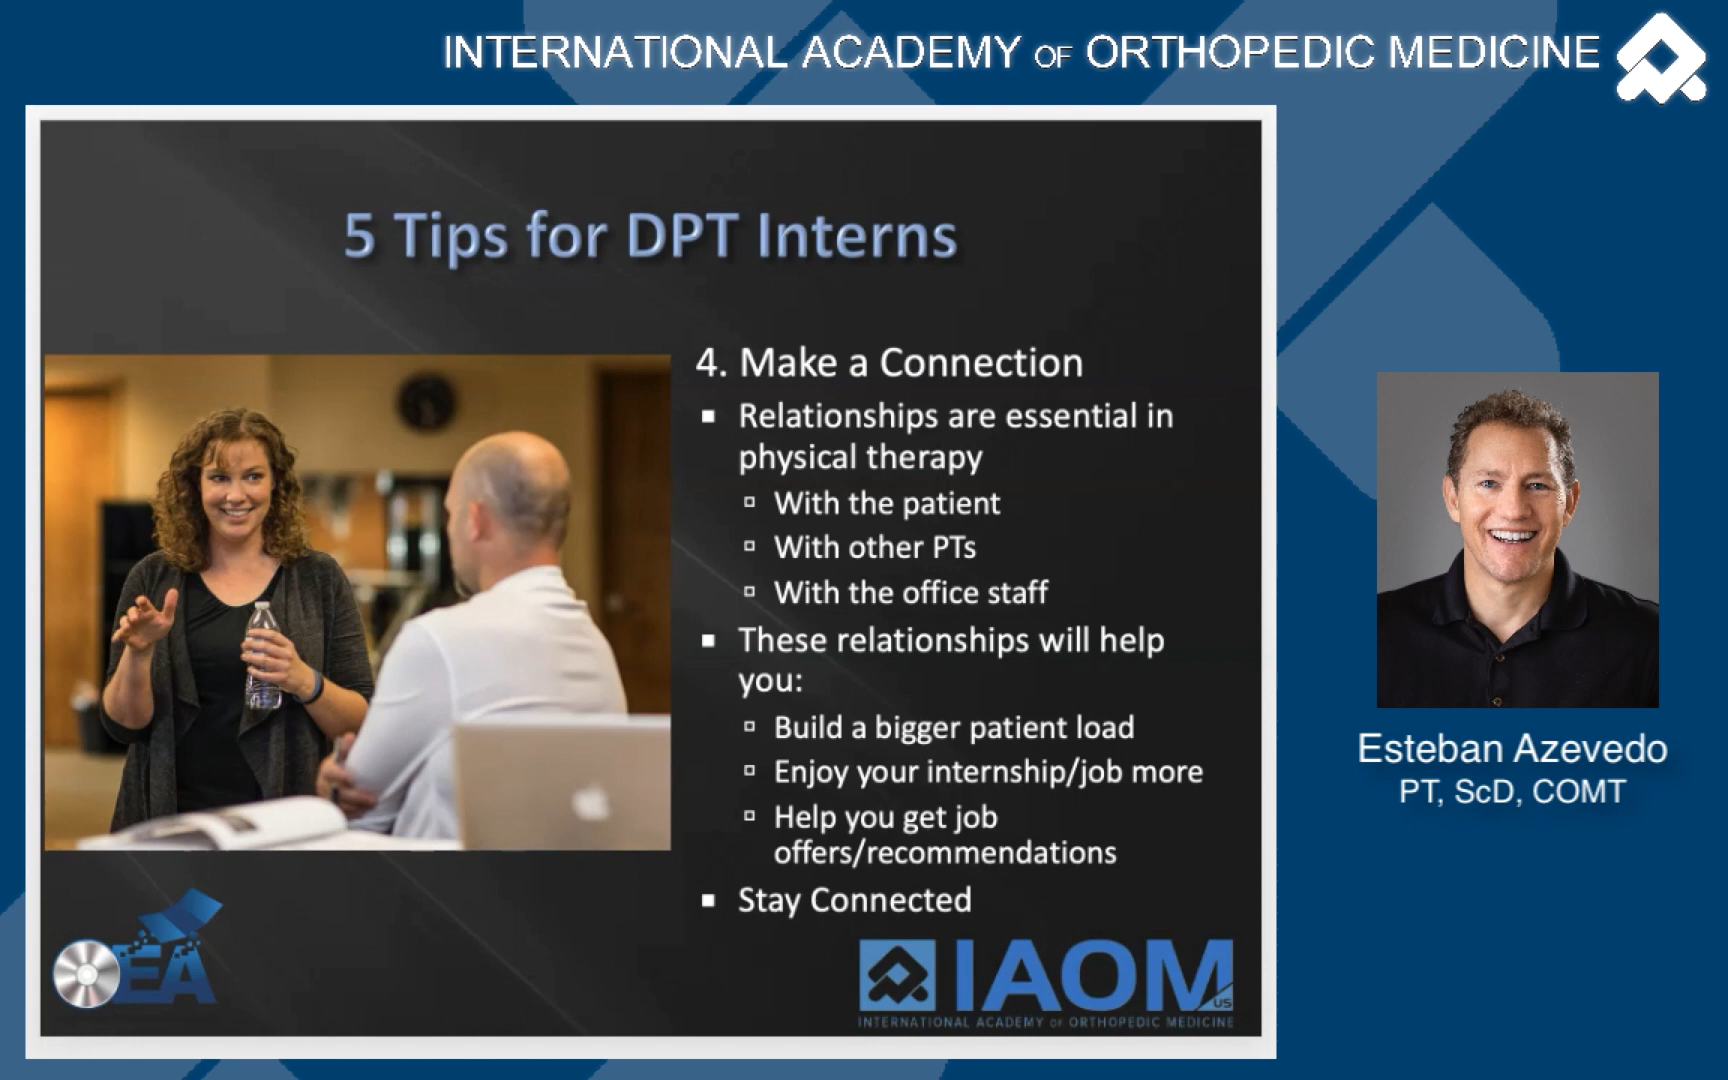 INTERNATIONAL ACADEMY OF ORTHOPEDIC MEDICINE
5 Tips for DPT Interns
4. Make a Connection
Relationships are essential in
physical therapy
With the patient
With other PTs
With the office staff
These relationships will help
you:
Build a bigger patient load
Enjoy your internship/job more
Help you get job
offers/recommendations
Stay Connected
EA
IAOM
US
INTERNATIONAL ACADEMY OF ORTHOPEDIC MEDICINE
Esteban Azevedo
PT, ScD, COMT